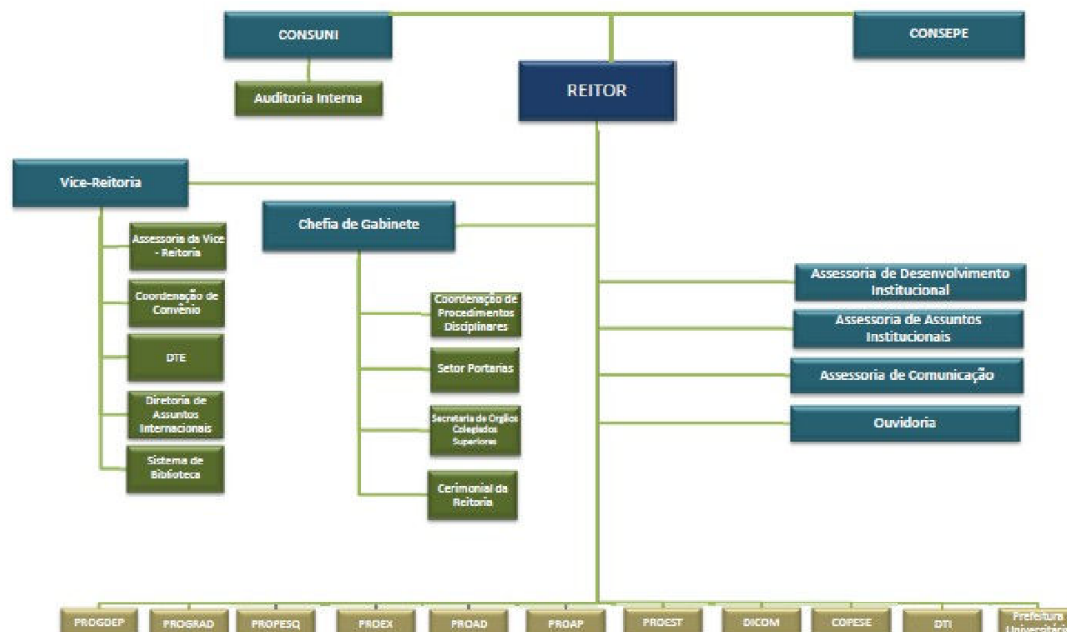 CONSUNI
CONSEPE
Auditoria Interna
REITOR
Vice-Reitoria
Chefia de Gabinete
Assessoria da Vice
- Reitoria
Coordenação de
Convênio
DTE
Diretoria de
Assuntos
Internacionais
Sistema de
Biblioteca
Coordenação de
Procedimentos
Disciplinares
Setor Portarias
Secretaria de Órgãos
Colegiados
Superiores
Cerimonial da
Reitoria
Assessoria de Desenvolvimento
Institucional
Assessoria de Assuntos
Institucionais
Assessoria de Comunicação
Ouvidoria
PROGDEP
PROGRAD
PROPESQ
PROEX
PROAD
PROAP
PROEST
DICOM
COPESE
DTI
Prefeitura
Universitária